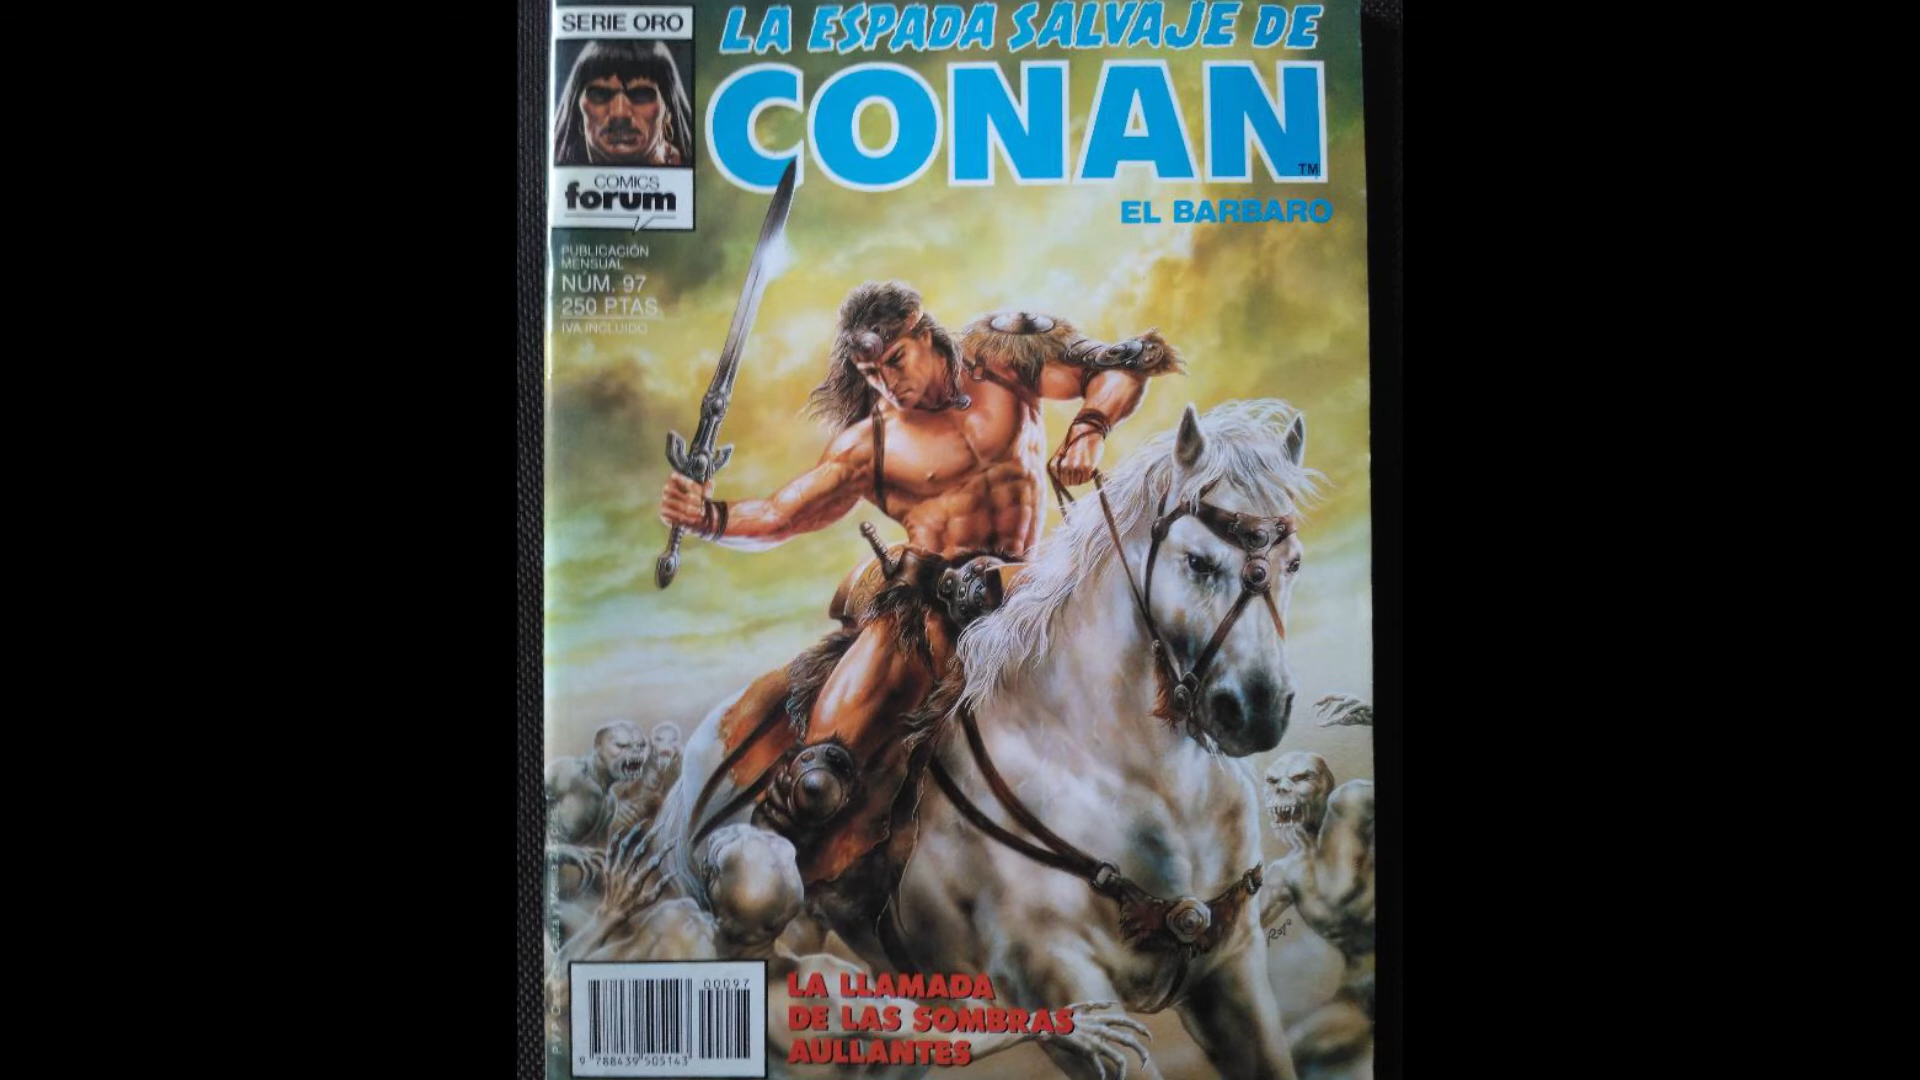 SERIE ORO
LA ESPADA SALVAJE DE
CONAN
TM
EL BARBARO
COMICS
forum
PUBLICACIÓN
MENSUAL
NÚM. 97
250 PTAS.
IVA INCLUIDO
Royo
00097
9 788439 505143
LA LLAMADA
DE LAS SOMBRAS
AULLANTES